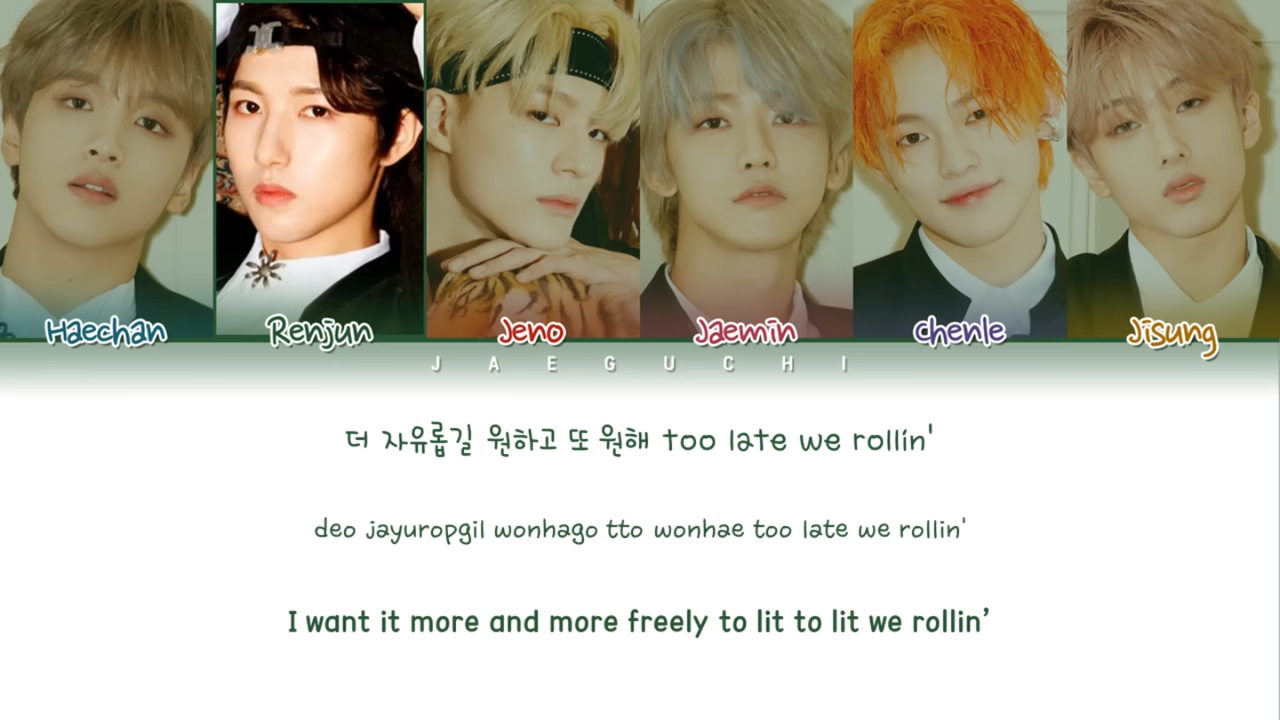 Haechan Renjun Jeno Jaemin Chenle Jisung
J A E G U C H I
더 자유롭길 원하고 또 원해 too late we rollin'
deo jayuropgil wonhago tto wonhae too late we rollin'
I want it more and more freely to lit to lit we rollin’